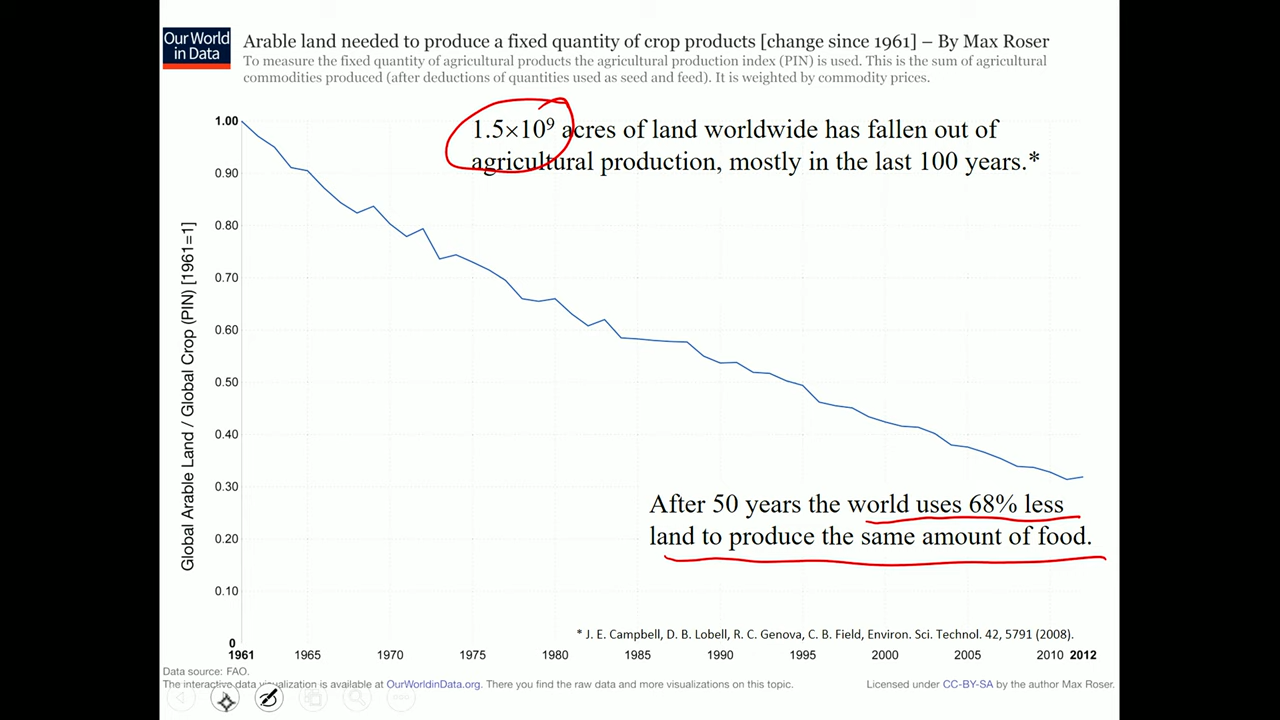 Our World
in Data
Arable land needed to produce a fixed quantity of crop products [change since 1961] – By Max Roser
To measure the fixed quantity of agricultural products the agricultural production index (PIN) is used. This is the sum of agricultural
commodities produced (after deductions of quantities used as seed and feed). It is weighted by commodity prices.
1.5×10⁹ acres of land worldwide has fallen out of
agricultural production, mostly in the last 100 years.*
Global Arable Land / Global Crop (PIN) [1961=1]
1.00
0.90
0.80
0.70
0.60
0.50
0.40
0.30
0.20
0.10
0
After 50 years the world uses 68% less
land to produce the same amount of food.
* J. E. Campbell, D. B. Lobell, R. C. Genova, C. B. Field, Environ. Sci. Technol. 42, 5791 (2008).
1961 1965 1970 1975 1980 1985 1990 1995 2000 2005 2010 2012
Data source: FAO.
The interactive data visualization is available at OurWorldinData.org. There you find the raw data and more visualizations on this topic.
Licensed under CC-BY-SA by the author Max Roser.